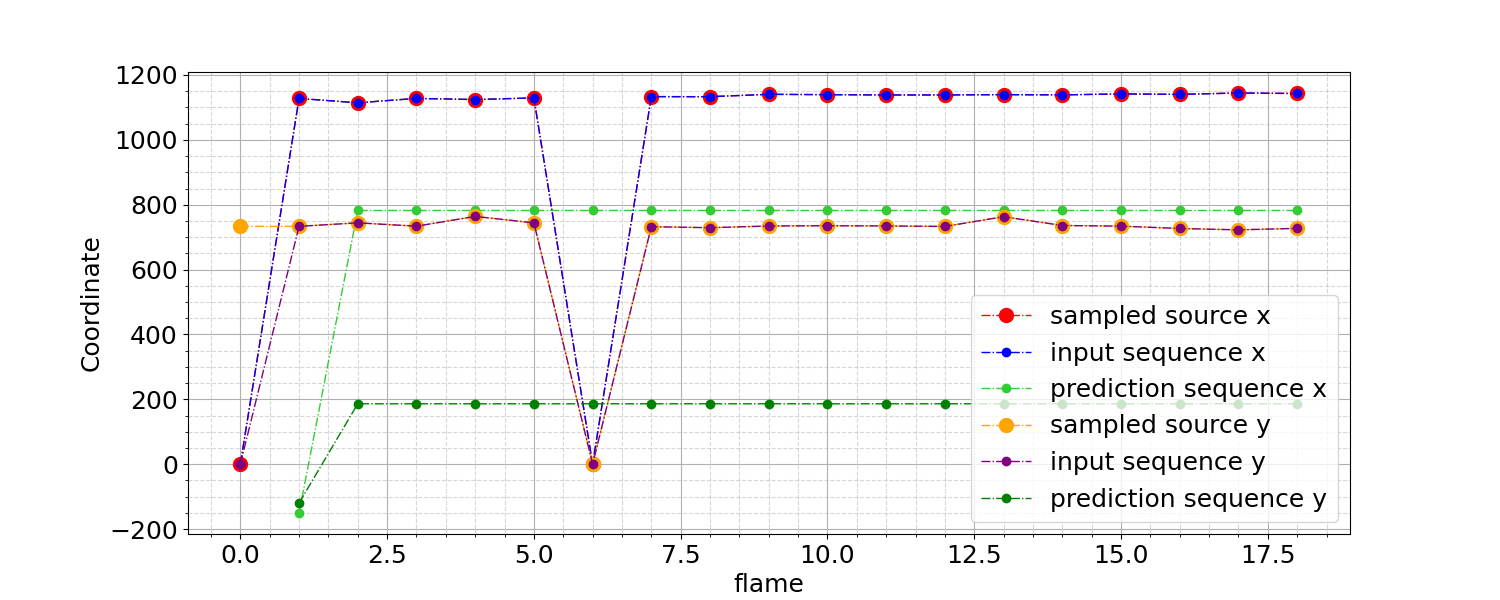 1200
1000
800
600
400
200
0
−200
Coordinate
0.0 2.5 5.0 7.5 10.0 12.5 15.0 17.5
flame
sampled source x
input sequence x
prediction sequence x
sampled source y
input sequence y
prediction sequence y